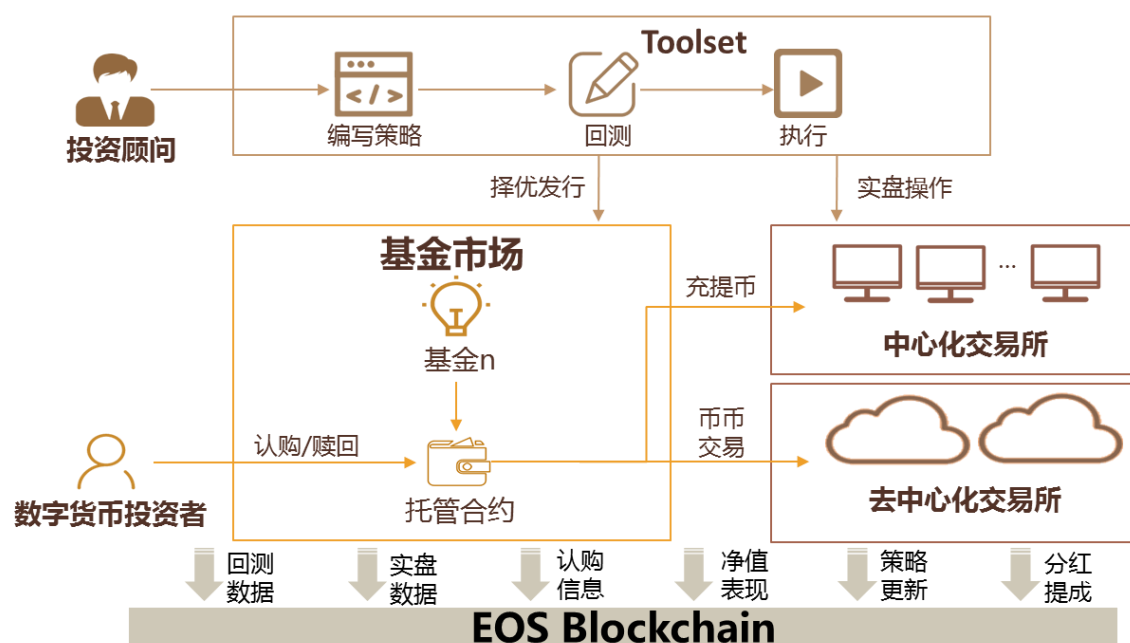 Toolset
</>
编写策略
回测
执行
投资顾问
择优发行
实盘操作
基金市场
基金n
充提币
...
中心化交易所
认购/赎回
托管合约
币币
交易
数字货币投资者
去中心化交易所
回测
数据
实盘
数据
认购
信息
净值
表现
策略
更新
分红
提成
EOS Blockchain